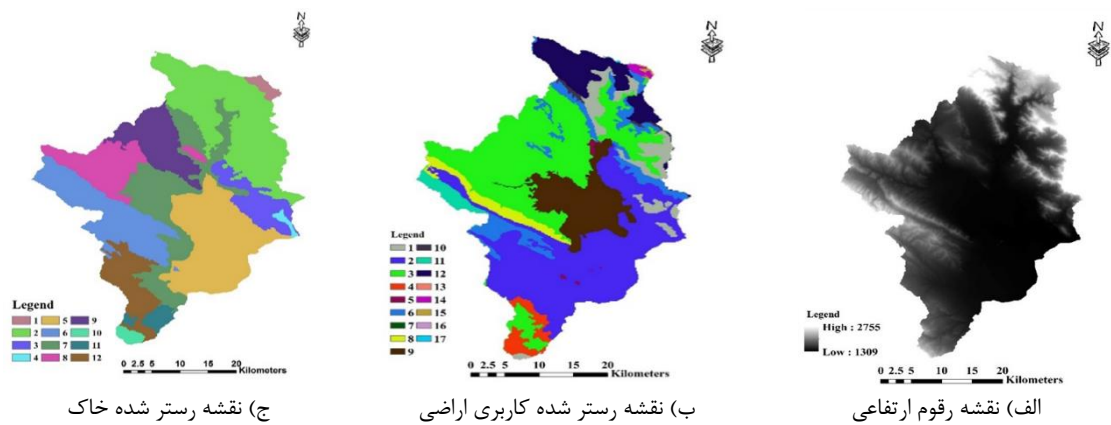 N
Legend
1 5 9
2 6 10
3 7 11
4 8 12
0 2.5 5 10 15 20
Kilometers
ج) نقشه رستر شده خاک
N
Legend
1 10
2 11
3 12
4 13
5 14
6 15
7 16
8 17
9
0 2.5 5 10 15 20
Kilometers
ب) نقشه رستر شده کاربری اراضی
N
Legend
High : 2755
Low : 1309
0 2.5 5 10 15 20
Kilometers
الف) نقشه رقوم ارتفاعی